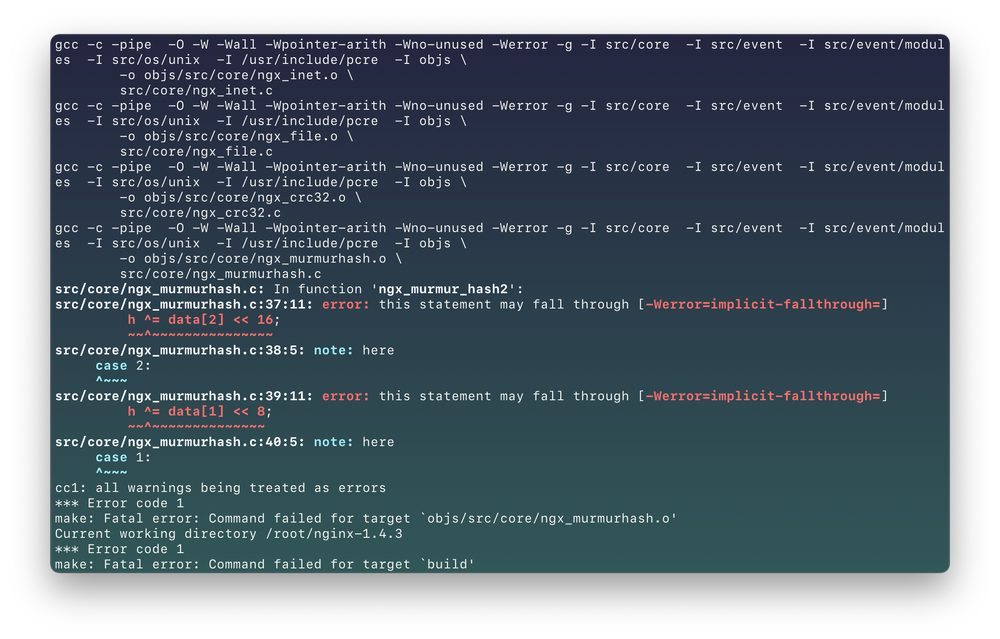 gcc -c -pipe  -O -W -Wall -Wpointer-arith -Wno-unused -Werror -g -I src/core  -I src/event  -I src/event/modul
es  -I src/os/unix  -I /usr/include/pcre  -I objs \
        -o objs/src/core/ngx_inet.o \
        src/core/ngx_inet.c
gcc -c -pipe  -O -W -Wall -Wpointer-arith -Wno-unused -Werror -g -I src/core  -I src/event  -I src/event/modul
es  -I src/os/unix  -I /usr/include/pcre  -I objs \
        -o objs/src/core/ngx_file.o \
        src/core/ngx_file.c
gcc -c -pipe  -O -W -Wall -Wpointer-arith -Wno-unused -Werror -g -I src/core  -I src/event  -I src/event/modul
es  -I src/os/unix  -I /usr/include/pcre  -I objs \
        -o objs/src/core/ngx_crc32.o \
        src/core/ngx_crc32.c
gcc -c -pipe  -O -W -Wall -Wpointer-arith -Wno-unused -Werror -g -I src/core  -I src/event  -I src/event/modul
es  -I src/os/unix  -I /usr/include/pcre  -I objs \
        -o objs/src/core/ngx_murmurhash.o \
        src/core/ngx_murmurhash.c
src/core/ngx_murmurhash.c: In function 'ngx_murmur_hash2':
src/core/ngx_murmurhash.c:37:11: error: this statement may fall through [-Werror=implicit-fallthrough=]
         h ^= data[2] << 16;
         ~~^~~~~~~~~~~~~~~~
src/core/ngx_murmurhash.c:38:5: note: here
     case 2:
     ^~~~
src/core/ngx_murmurhash.c:39:11: error: this statement may fall through [-Werror=implicit-fallthrough=]
         h ^= data[1] << 8;
         ~~^~~~~~~~~~~~~~~
src/core/ngx_murmurhash.c:40:5: note: here
     case 1:
     ^~~~
cc1: all warnings being treated as errors
*** Error code 1
make: Fatal error: Command failed for target `objs/src/core/ngx_murmurhash.o'
Current working directory /root/nginx-1.4.3
*** Error code 1
make: Fatal error: Command failed for target `build'